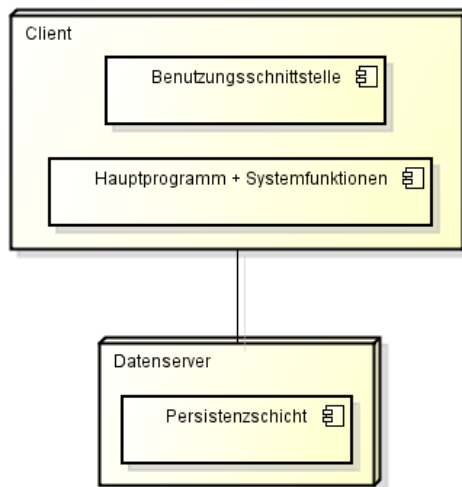 Client
Benutzungsschnittstelle
Hauptprogramm + Systemfunktionen
Datenserver
Persistenzschicht